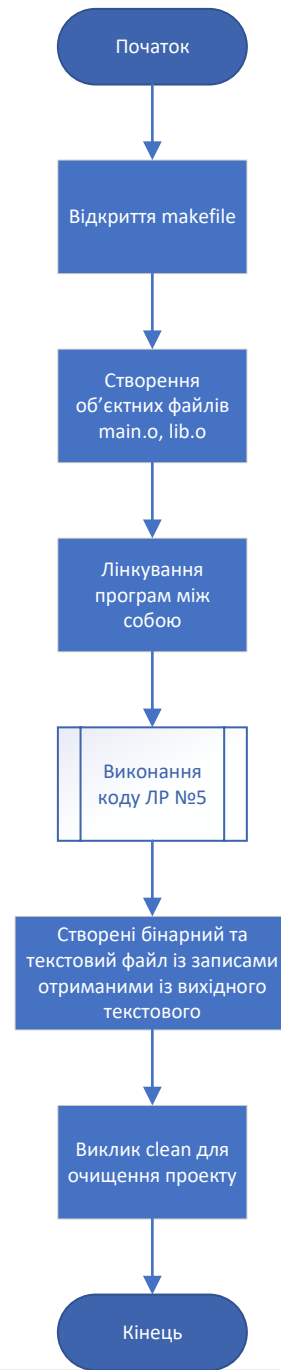 Початок
Відкриття makefile
Створення
об’єктних файлів
main.o, lib.o
Лінкування
програм між
собою
Виконання
коду ЛР №5
Створені бінарний та
текстовий файл із записами
отриманими із вихідного
текстового
Виклик clean для
очищення проекту
Кінець